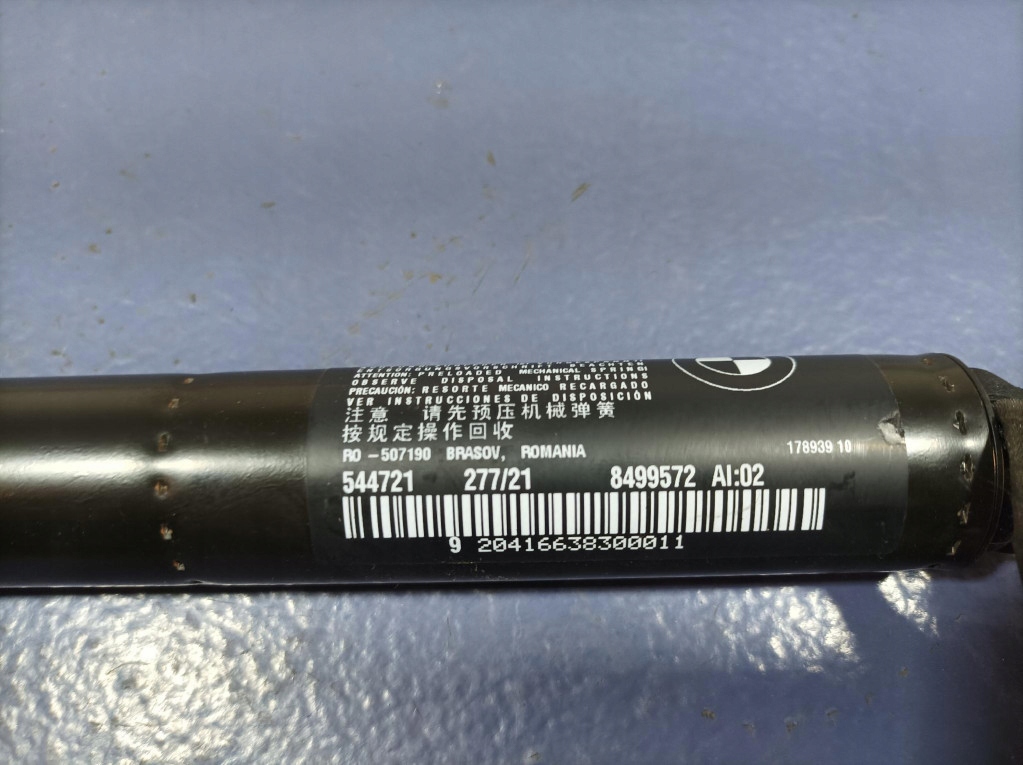 ATTENTION: PRELOADED MECHANICAL SPRING!
OBSERVE DISPOSAL INSTRUCTIONS
PRECAUCIÓN: RESORTE MECANICO RECARGADO
VER INSTRUCCIONES DE DISPOSICIÓN
注意 请先预压机械弹簧
按规定操作回收
RO -507190 BRASOV, ROMANIA
178939 10
544721 277/21 8499572 AI:02
9 20416638300011